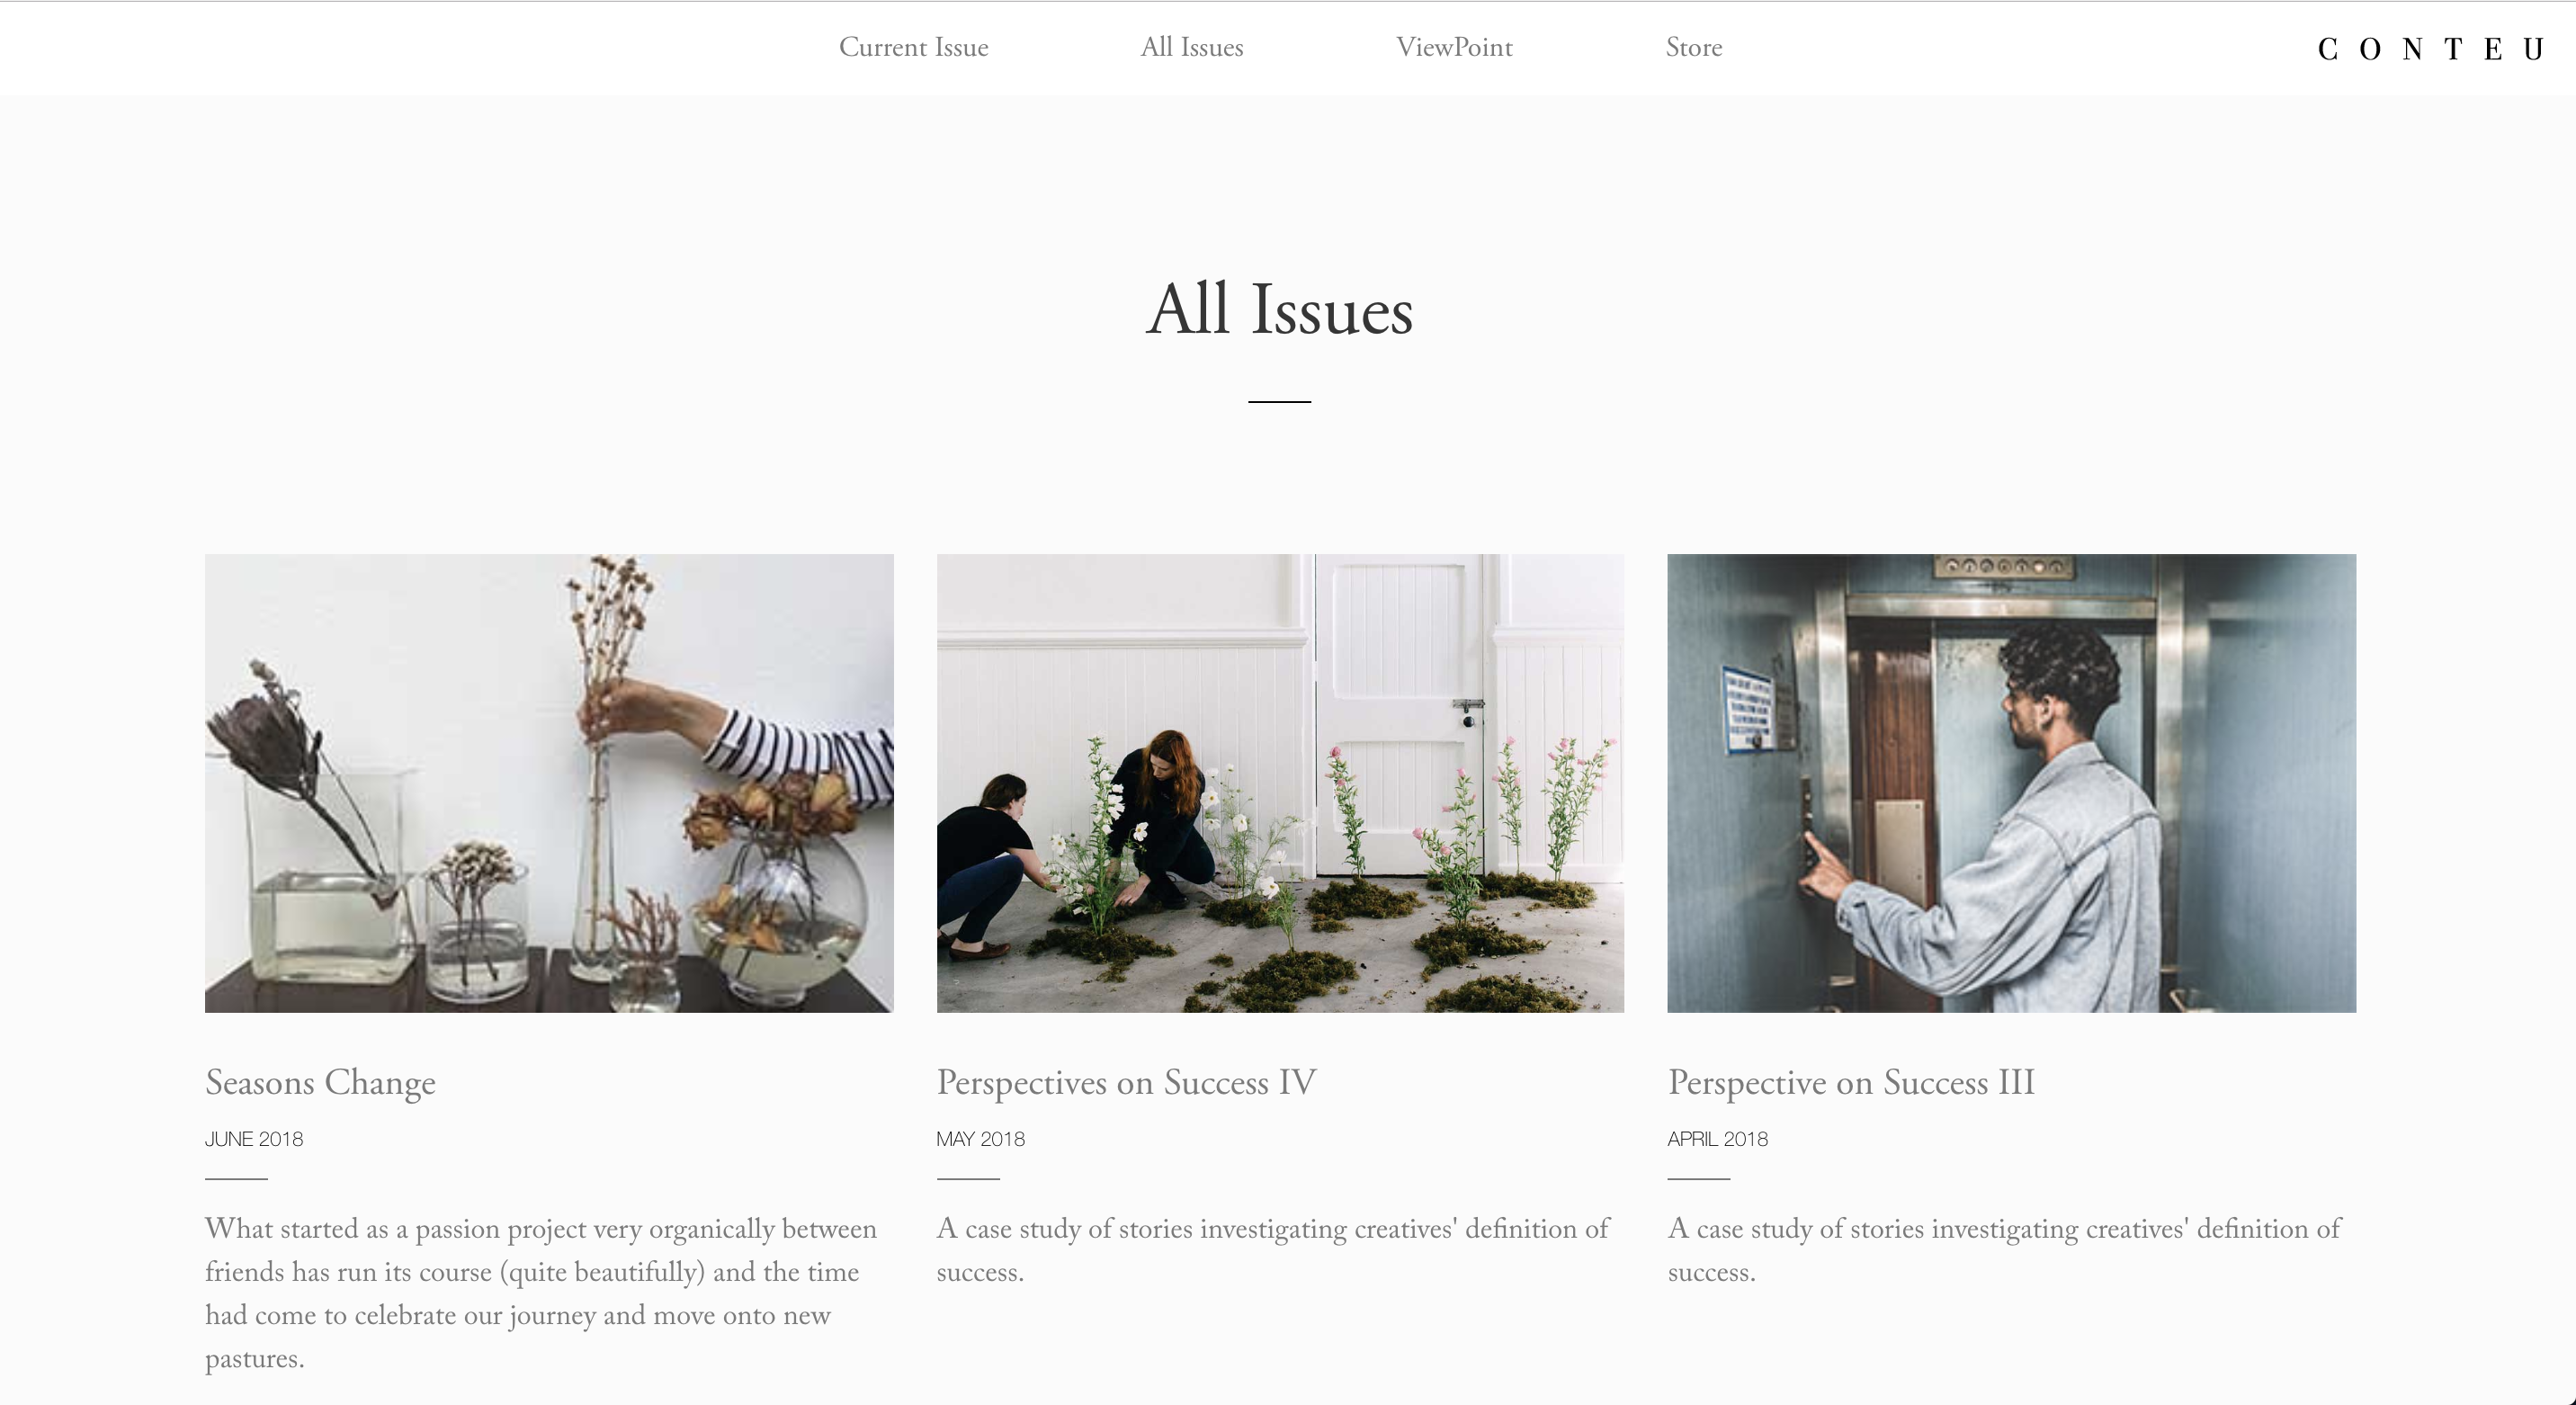 Current Issue
All Issues
ViewPoint
Store
C O N T E U
All Issues
Seasons Change
JUNE 2018
What started as a passion project very organically between
friends has run its course (quite beautifully) and the time
had come to celebrate our journey and move onto new
pastures.
Perspectives on Success IV
MAY 2018
A case study of stories investigating creatives' definition of
success.
Perspective on Success III
APRIL 2018
A case study of stories investigating creatives' definition of
success.